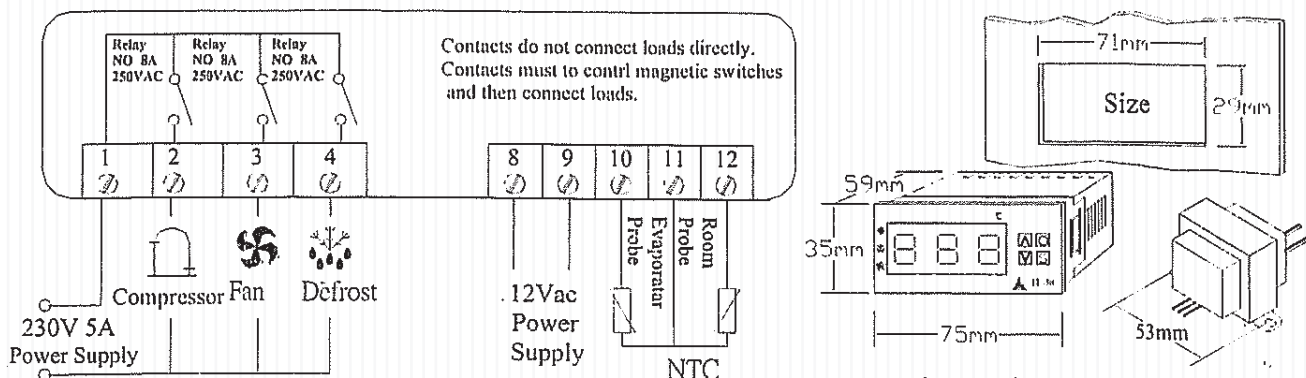 Relay
NO 8A
250VAC
Relay
NO 8A
250VAC
Relay
NO 8A
250VAC
Contacts do not connect loads directly.
Contacts must to contrl magnetic switches
and then connect loads.
1 2 3 4
8 9 10 11 12
Compressor
Fan
Defrost
230V 5A
Power Supply
12Vac
Power
Supply
Evaporatar
Probe
Room
Probe
NTC
71mm
Size
29mm
59mm
35mm
75mm
53mm
℃